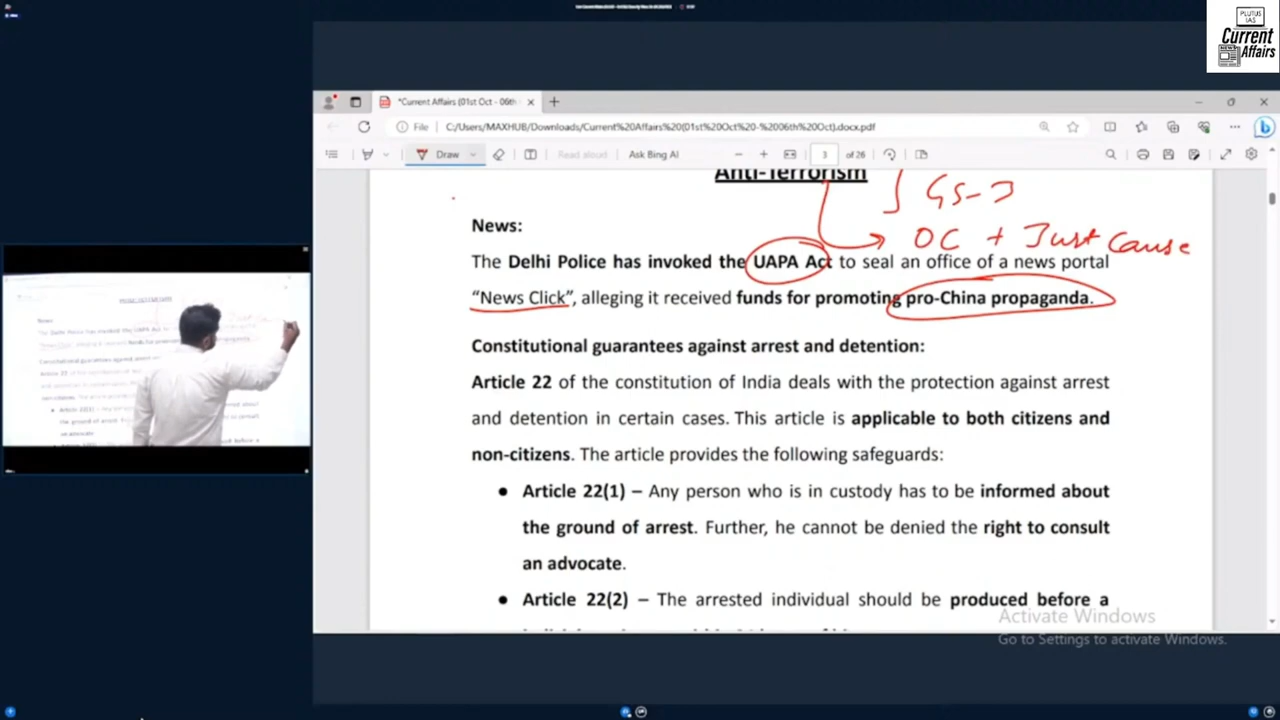 PLUTUS
IAS
Current
NEWS
Affairs
*Current Affairs (01st Oct - 06th
File
C:/Users/MAXHUB/Downloads/Current%20Affairs%20(01st%20Oct%20-%2006th%20Oct).docx.pdf
Draw
Read aloud
Ask Bing AI
3
of 26
Anti-Terrorism
GS-3
OC + Just Cause
News:
The Delhi Police has invoked the UAPA Act to seal an office of a news portal
“News Click”, alleging it received funds for promoting pro-China propaganda.
Constitutional guarantees against arrest and detention:
Article 22 of the constitution of India deals with the protection against arrest
and detention in certain cases. This article is applicable to both citizens and
non-citizens. The article provides the following safeguards:
● Article 22(1) – Any person who is in custody has to be informed about
the ground of arrest. Further, he cannot be denied the right to consult
an advocate.
● Article 22(2) – The arrested individual should be produced before a
Activate Windows
Go to Settings to activate Windows.